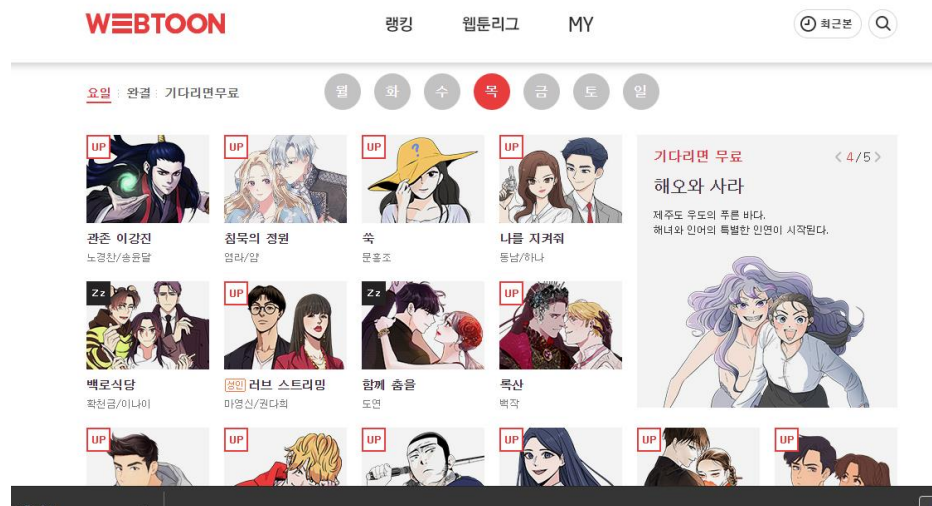 WEBTOON
랭킹
웹툰리그
MY
최근본
요일
완결
기다리면무료
월
화
수
목
금
토
일
UP
UP
UP
UP
관존 이강진
노경찬/송윤달
침묵의 정원
염라/얌
쑥
문홍조
나를 지켜줘
동남/하나
기다리면 무료
4/5
해오와 사라
제주도 우도의 푸른 바다.
해녀와 인어의 특별한 인연이 시작된다.
Zz
UP
Zz
UP
백로식당
확천금/이나이
성인 러브 스트리밍
마영신/권다희
함께 춤을
도연
록산
백작
UP
UP
UP
UP
UP
UP